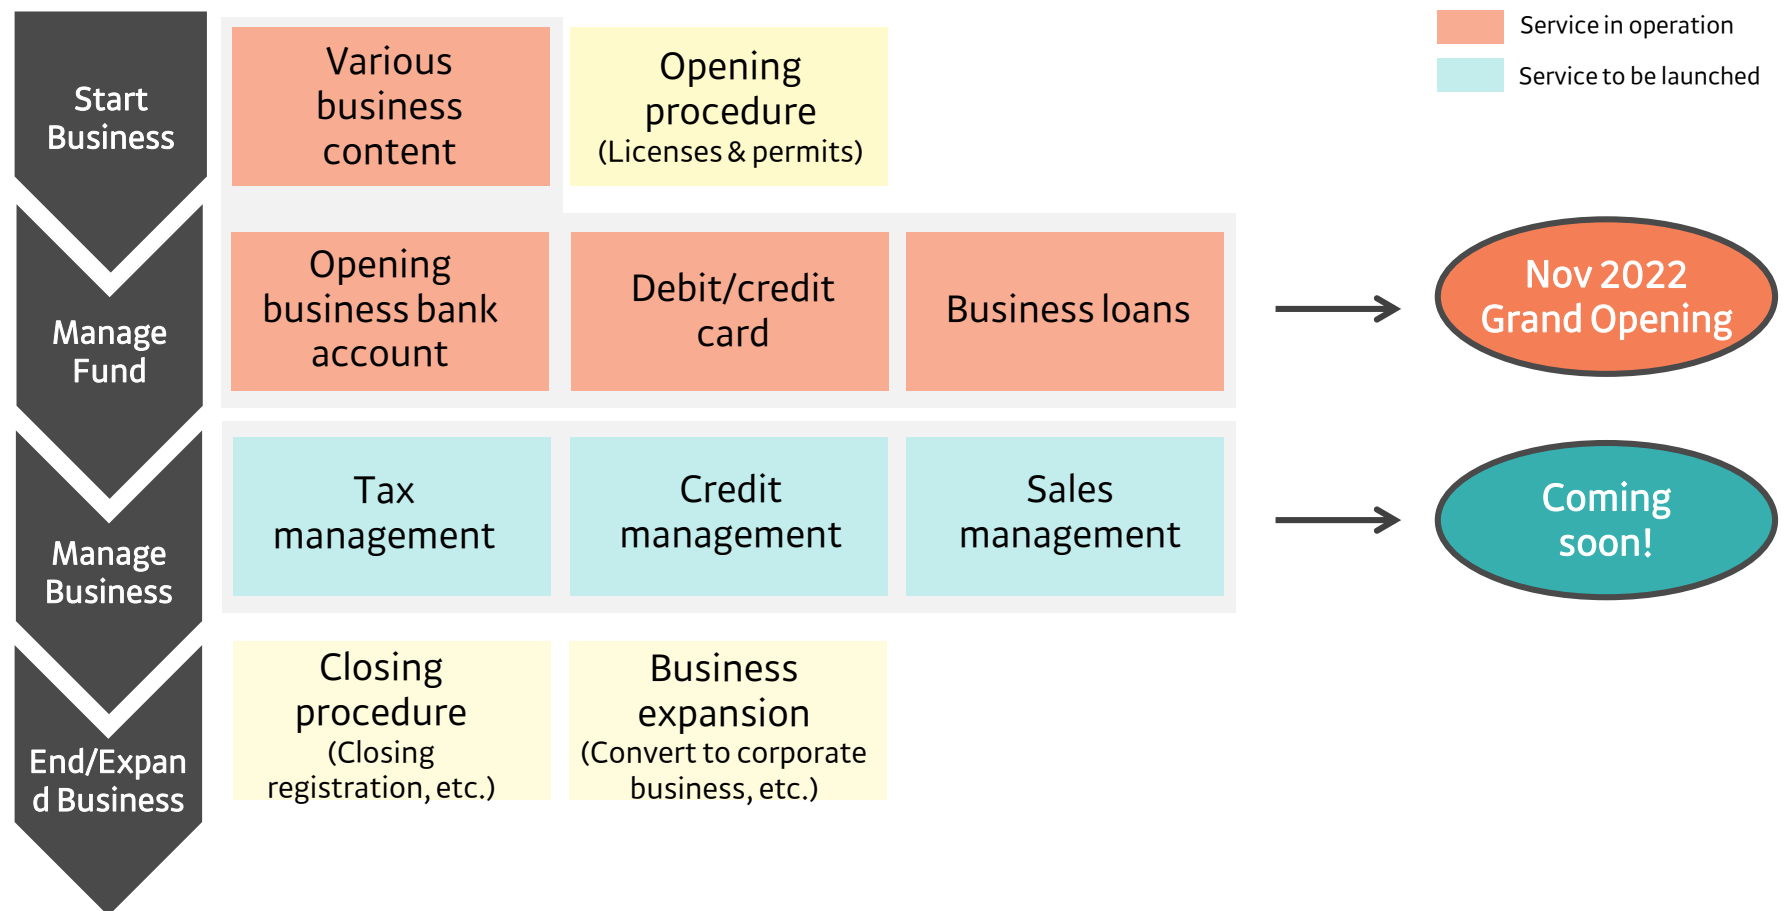 Start
Business
Various
business
content
Opening
procedure
(Licenses & permits)
Service in operation
Service to be launched
Manage
Fund
Opening
business bank
account
Debit/credit
card
Business loans
Nov 2022
Grand Opening
Manage
Business
Tax
management
Credit
management
Sales
management
Coming
soon!
End/Expan
d Business
Closing
procedure
(Closing
registration, etc.)
Business
expansion
(Convert to corporate
business, etc.)